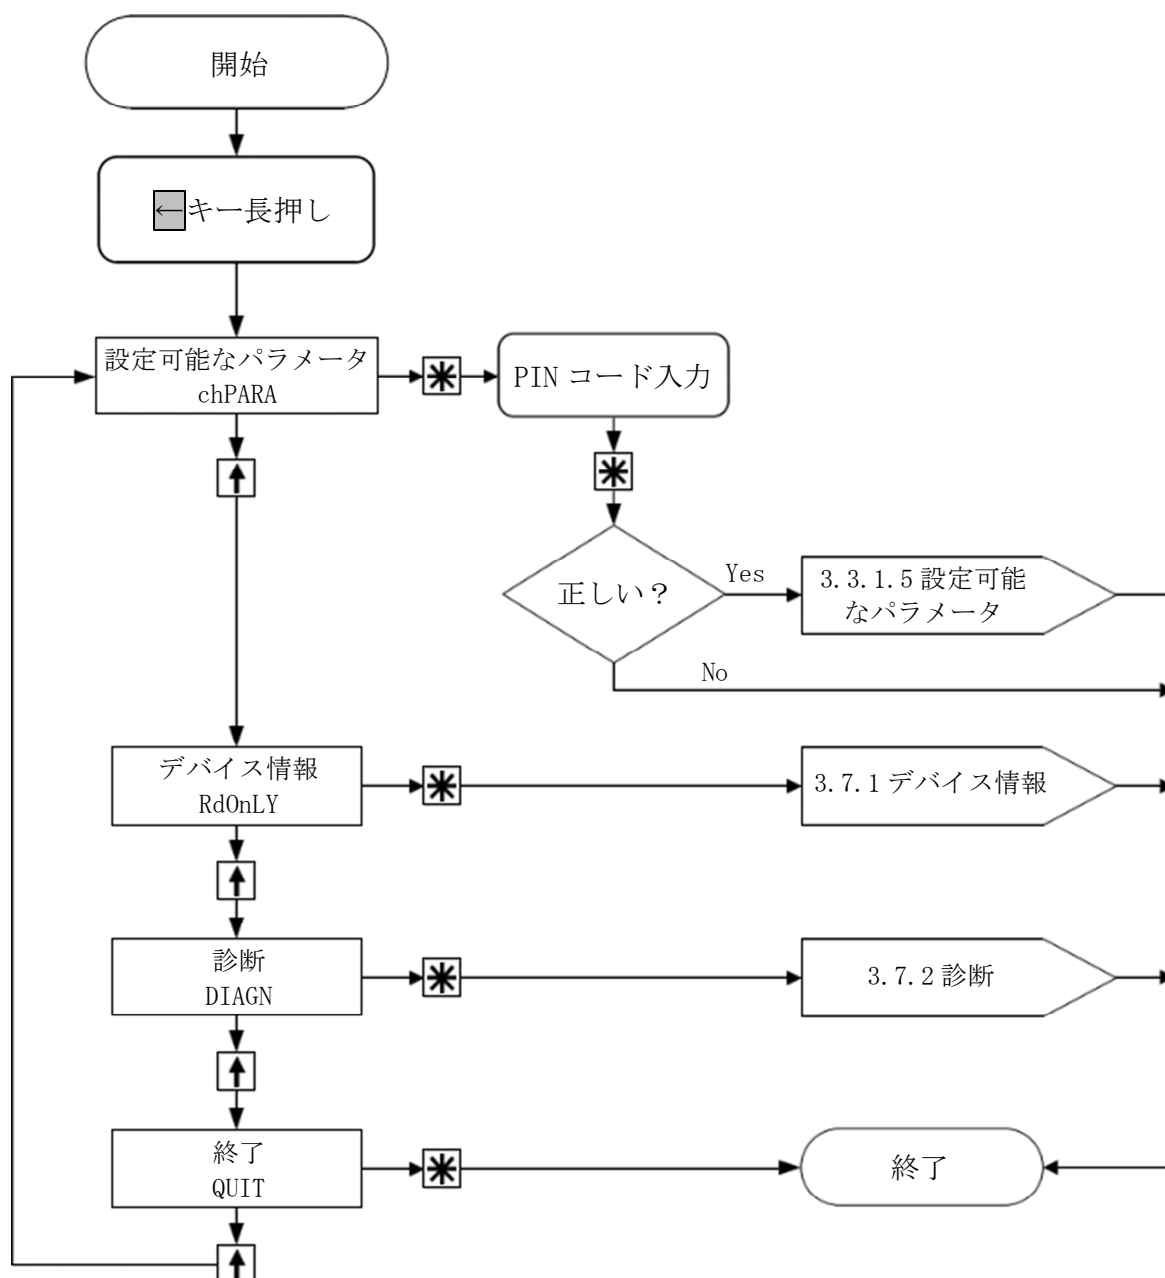 開始
←キー長押し
設定可能なパラメータ
chPARA
PIN コード入力
正しい？
Yes
3.3.1.5 設定可能
なパラメータ
No
デバイス情報
RdOnLY
3.7.1 デバイス情報
診断
DIAGN
3.7.2 診断
終了
QUIT
終了